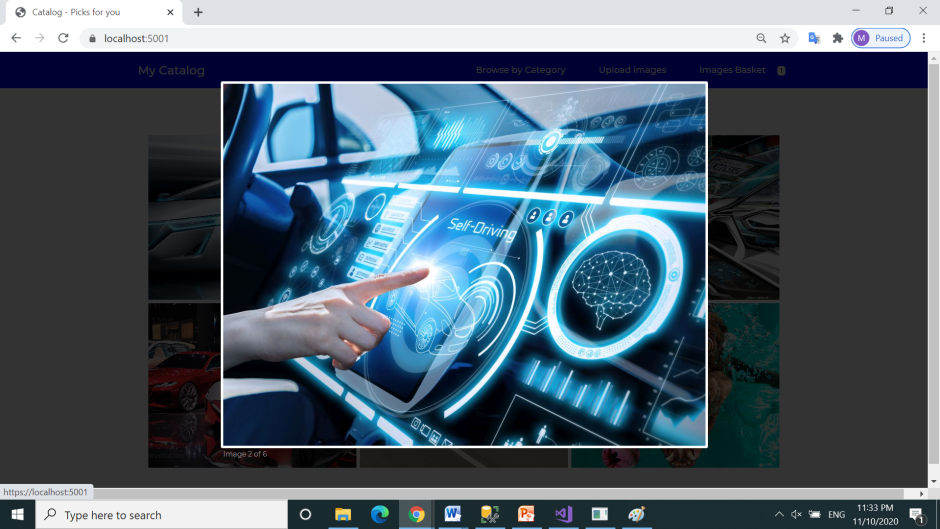 Catalog - Picks for you
localhost:5001
M Paused
My Catalog
Browse by Category
Upload images
Images Basket
Self-Driving
Image 2 of 6
https://localhost:5001
Type here to search
ENG
11:33 PM
11/10/2020
1